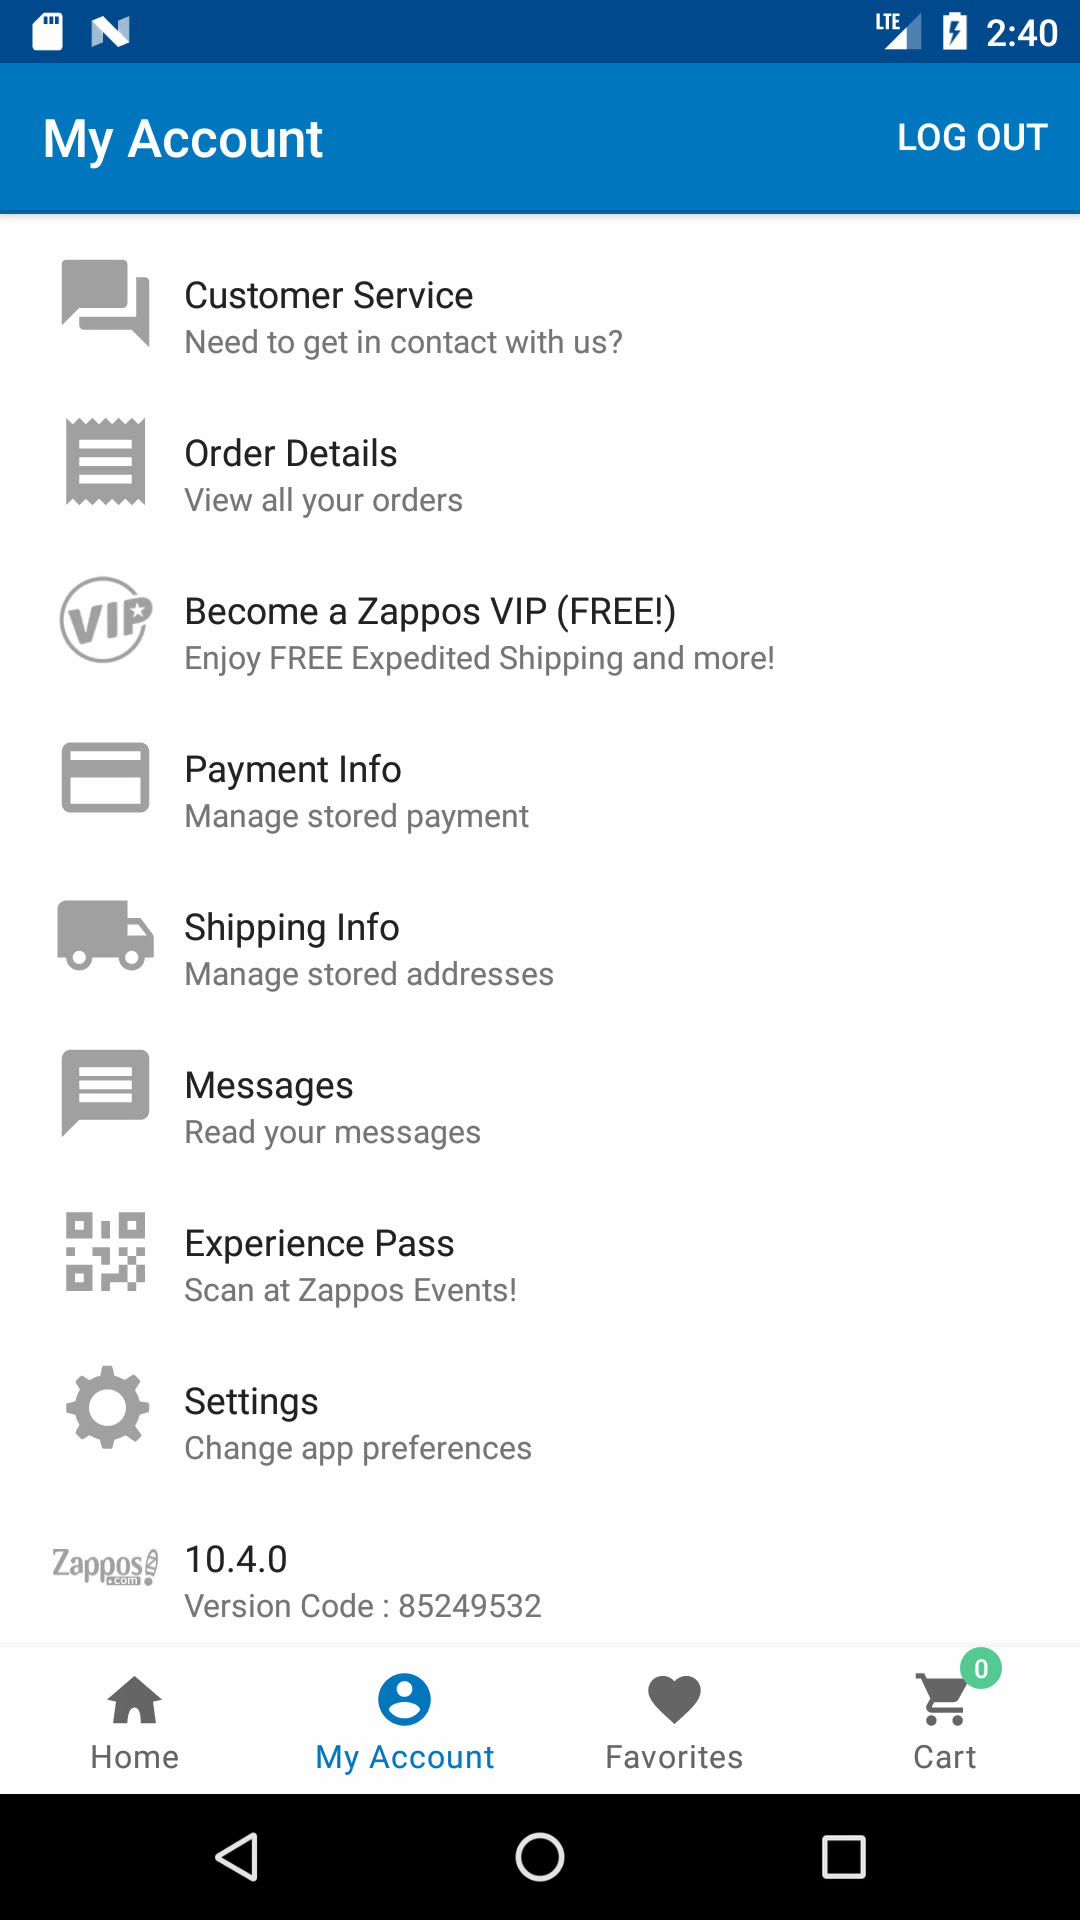 LTE 2:40
My Account LOG OUT
Customer Service
Need to get in contact with us?
Order Details
View all your orders
VIP
Become a Zappos VIP (FREE!)
Enjoy FREE Expedited Shipping and more!
Payment Info
Manage stored payment
Shipping Info
Manage stored addresses
Messages
Read your messages
Experience Pass
Scan at Zappos Events!
Settings
Change app preferences
Zappos
.com
10.4.0
Version Code : 85249532
0
Home My Account Favorites Cart